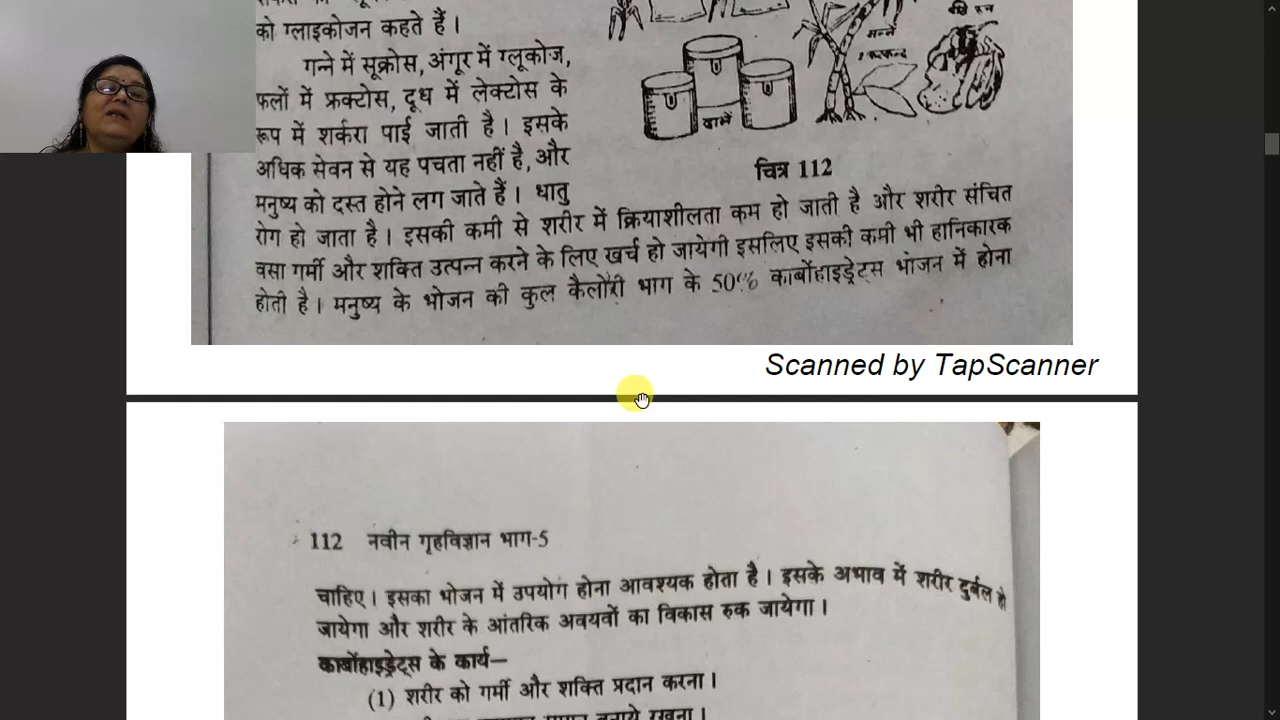 को ग्लाइकोजन कहते हैं ।
गन्ने में सूक्रोस, अंगूर में ग्लूकोज,
फलों में फ्रक्टोस, दूध में लेक्टोस के
रूप में शर्करा पाई जाती है । इसके
अधिक सेवन से यह पचता नहीं है, और
मनुष्य को दस्त होने लग जाते हैं । धातु
दालें
गन्ने
चित्र 112
रोग हो जाता है । इसकी कमी से शरीर में क्रियाशीलता कम हो जाती है और शरीर संचित
वसा गर्मी और शक्ति उत्पन्न करने के लिए खर्च हो जायेगी इसलिए इसकी कमी भी हानिकारक
होती है । मनुष्य के भोजन की कुल कैलोरी भाग के 50% कार्बोहाइड्रेट्स भोजन में होना
Scanned by TapScanner
112 नवीन गृहविज्ञान भाग-5
चाहिए । इसका भोजन में उपयोग होना आवश्यक होता है । इसके अभाव में शरीर दुर्बल हो
जायेगा और शरीर के आंतरिक अवयवों का विकास रुक जायेगा ।
कार्बोहाइड्रेट्स के कार्य—
(1) शरीर को गर्मी और शक्ति प्रदान करना ।